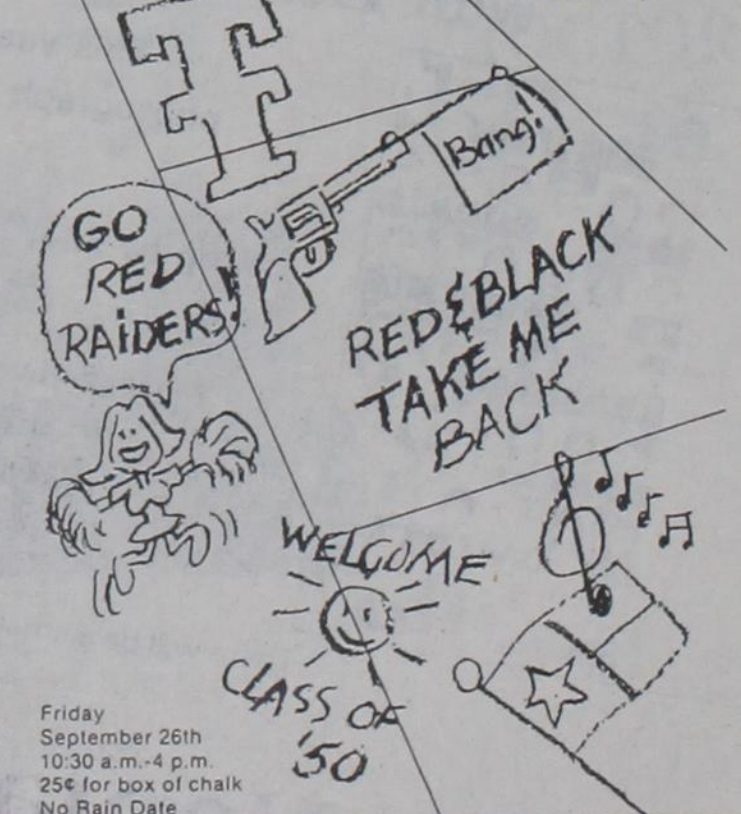 T
Bang!
GO
RED
RAIDERS!
RED & BLACK
TAKE ME
BACK
WELCOME
CLASS OF
'50
Friday
September 26th
10:30 a.m.-4 p.m.
25¢ for box of chalk
No Rain Date